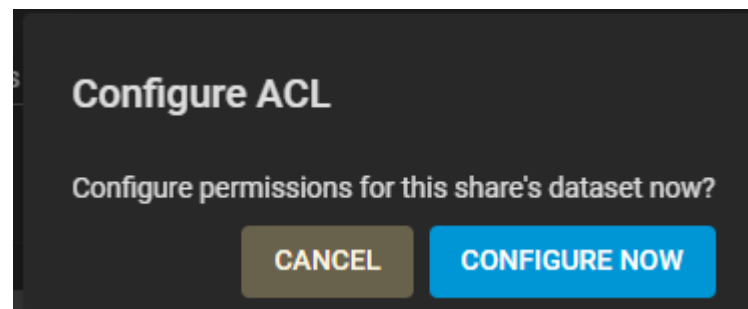 Configure ACL
Configure permissions for this share's dataset now?
CANCEL CONFIGURE NOW